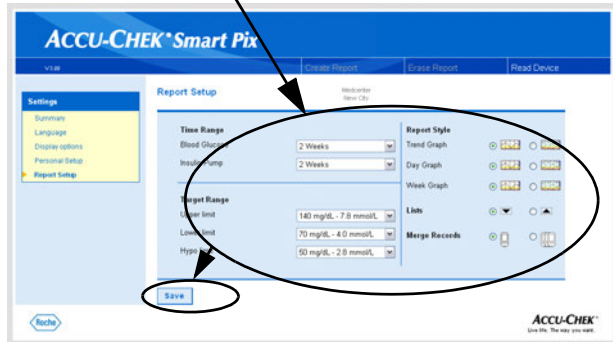 ACCU-CHEK® Smart Pix
Create Report Erase Report Read Device
Settings
Summary
Language
Display options
Personal Setup
Report Setup
Report Setup
Medcenter
New City
Time Range
Blood Glucose 2 Weeks
Insulin Pump 2 Weeks
Target Range
Upper limit 140 mg/dL - 7.8 mmol/L
Lower limit 70 mg/dL - 4.0 mmol/L
Hypo 50 mg/dL - 2.8 mmol/L
Report Style
Trend Graph
Day Graph
Week Graph
Lists
Merge Records
Save
Roche
ACCU-CHEK®
Live life. The way you want.